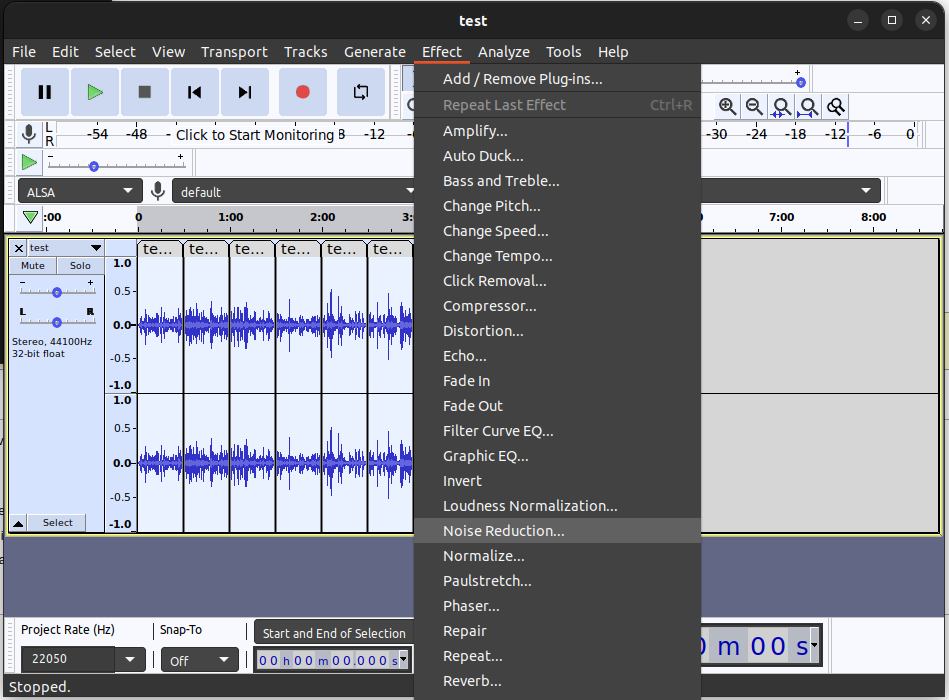 test
File Edit Select View Transport Tracks Generate Effect Analyze Tools Help
Add / Remove Plug-ins...
Repeat Last Effect Ctrl+R
Amplify...
Auto Duck...
Bass and Treble...
Change Pitch...
Change Speed...
Change Tempo...
Click Removal...
Compressor...
Distortion...
Echo...
Fade In
Fade Out
Filter Curve EQ...
Graphic EQ...
Invert
Loudness Normalization...
Noise Reduction...
Normalize...
Paulstretch...
Phaser...
Repair
Repeat...
Reverb...
- +
L
R
-54 -48 - Click to Start Monitoring -12
-30 -24 -18 -12 -6 0
- +
ALSA default
:00 0 1:00 2:00 7:00 8:00
test
te... te... te... te... te... te...
Mute Solo
- +
L R
Stereo, 44100Hz
32-bit float
Select
1.0
0.5-
0.0-
-0.5-
-1.0
1.0
0.5-
0.0-
-0.5-
-1.0
Project Rate (Hz) Snap-To
Start and End of Selection
22050 Off
00 h 00 m 00.000 s
m 00 s
Stopped.